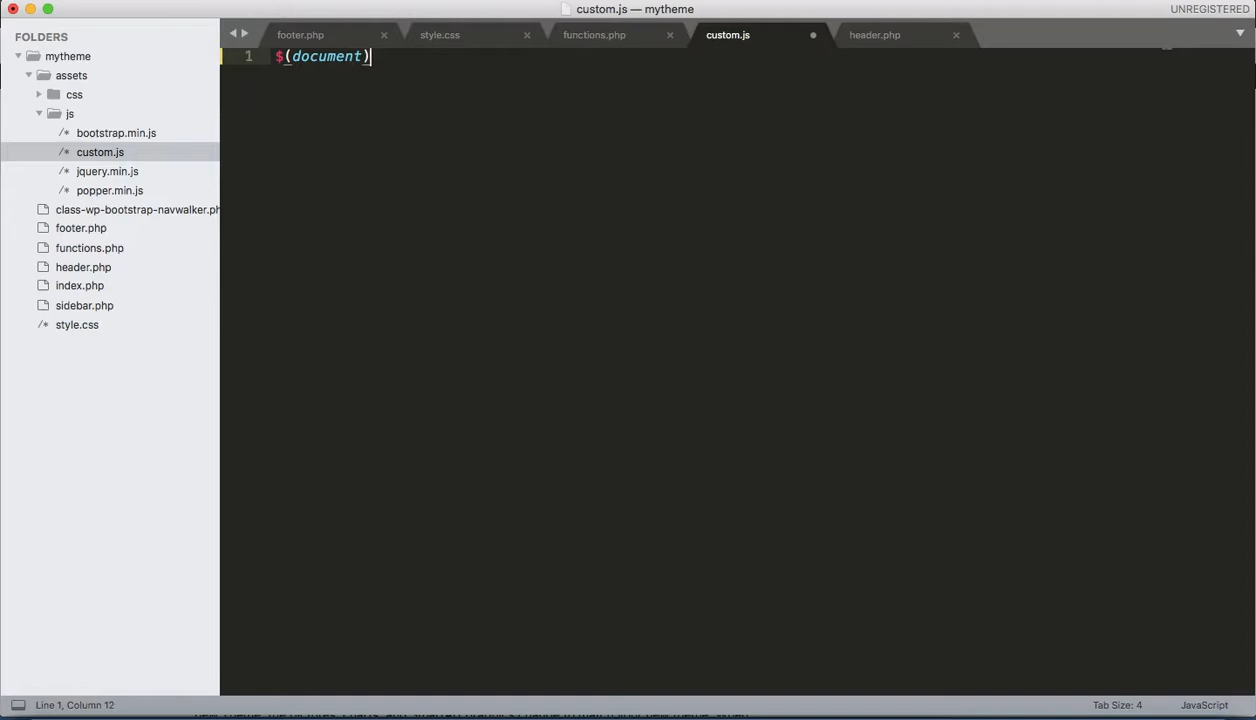 custom.js — mytheme
UNREGISTERED
FOLDERS
mytheme
assets
css
js
/* bootstrap.min.js
/* custom.js
/* jquery.min.js
/* popper.min.js
class-wp-bootstrap-navwalker.ph
footer.php
functions.php
header.php
index.php
sidebar.php
/* style.css
footer.php ×
style.css ×
functions.php ×
custom.js
header.php ×
1 $(document)
Line 1, Column 12
Tab Size: 4
JavaScript